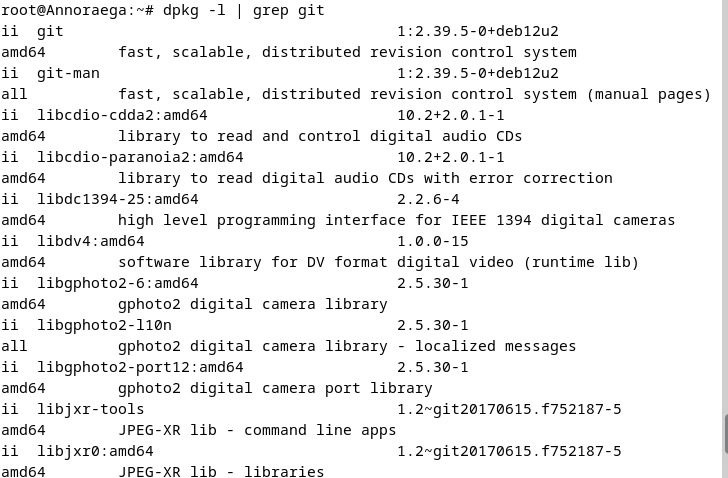 root@Annoraega:~# dpkg -l | grep git
ii  git                                     1:2.39.5-0+deb12u2
amd64        fast, scalable, distributed revision control system
ii  git-man                                 1:2.39.5-0+deb12u2
all          fast, scalable, distributed revision control system (manual pages)
ii  libcdio-cdda2:amd64                     10.2+2.0.1-1
amd64        library to read and control digital audio CDs
ii  libcdio-paranoia2:amd64                 10.2+2.0.1-1
amd64        library to read digital audio CDs with error correction
ii  libdc1394-25:amd64                      2.2.6-4
amd64        high level programming interface for IEEE 1394 digital cameras
ii  libdv4:amd64                            1.0.0-15
amd64        software library for DV format digital video (runtime lib)
ii  libgphoto2-6:amd64                      2.5.30-1
amd64        gphoto2 digital camera library
ii  libgphoto2-l10n                         2.5.30-1
all          gphoto2 digital camera library - localized messages
ii  libgphoto2-port12:amd64                 2.5.30-1
amd64        gphoto2 digital camera port library
ii  libjxr-tools                            1.2~git20170615.f752187-5
amd64        JPEG-XR lib - command line apps
ii  libjxr0:amd64                           1.2~git20170615.f752187-5
amd64        JPEG-XR lib - libraries